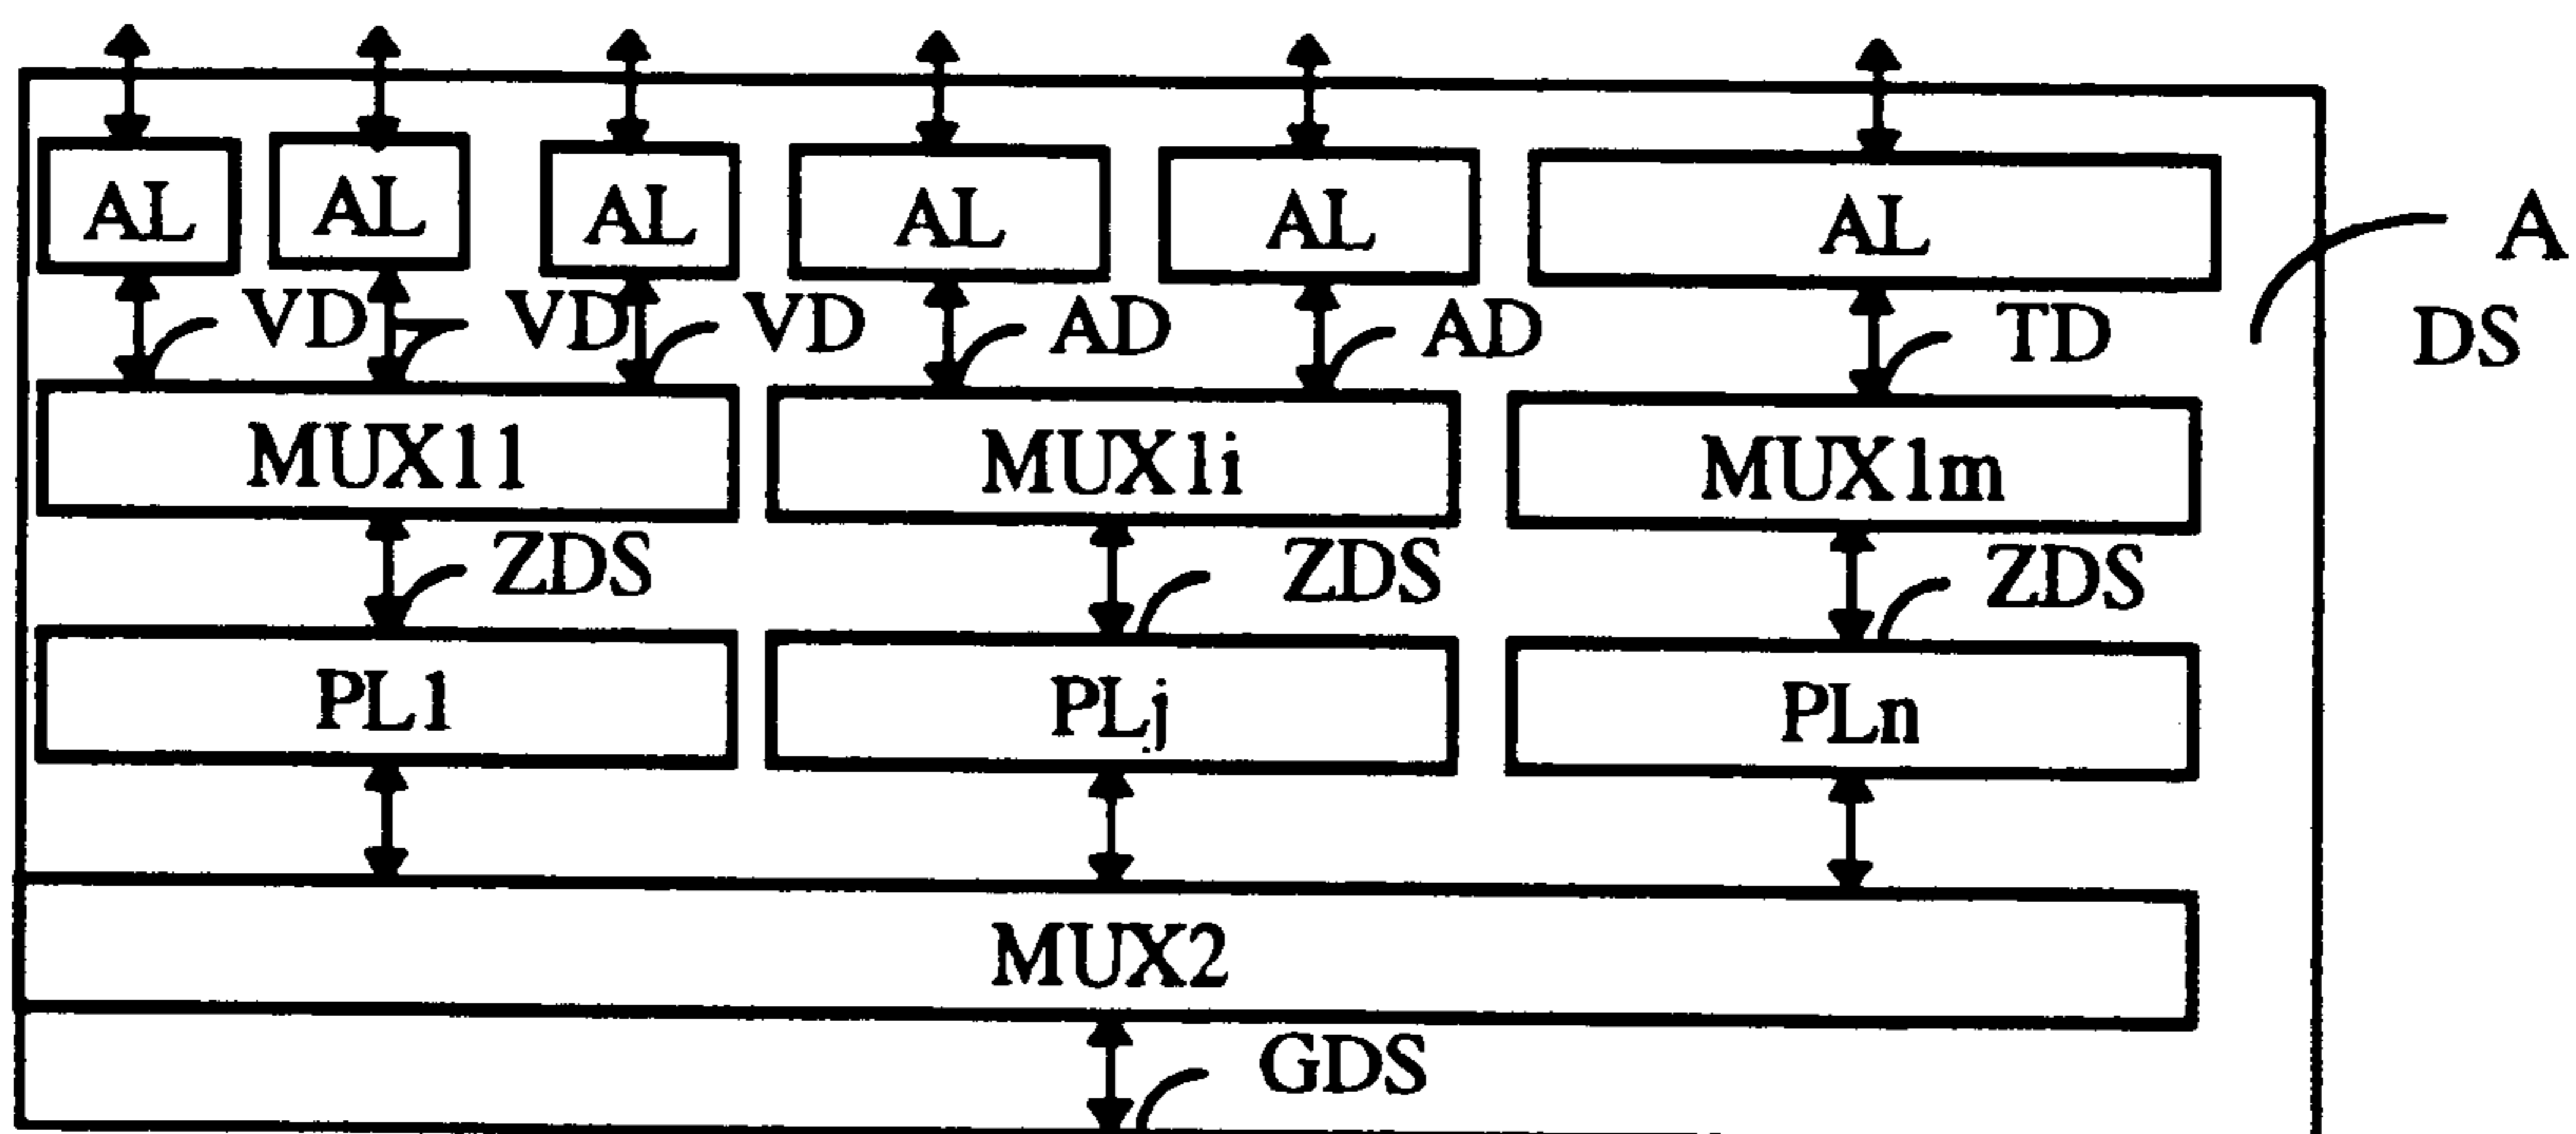 AL AL AL AL AL AL A
VD VD VD AD AD TD DS
MUX11 MUX1i MUX1m
ZDS ZDS ZDS
PL1 PLj PLn
MUX2
GDS